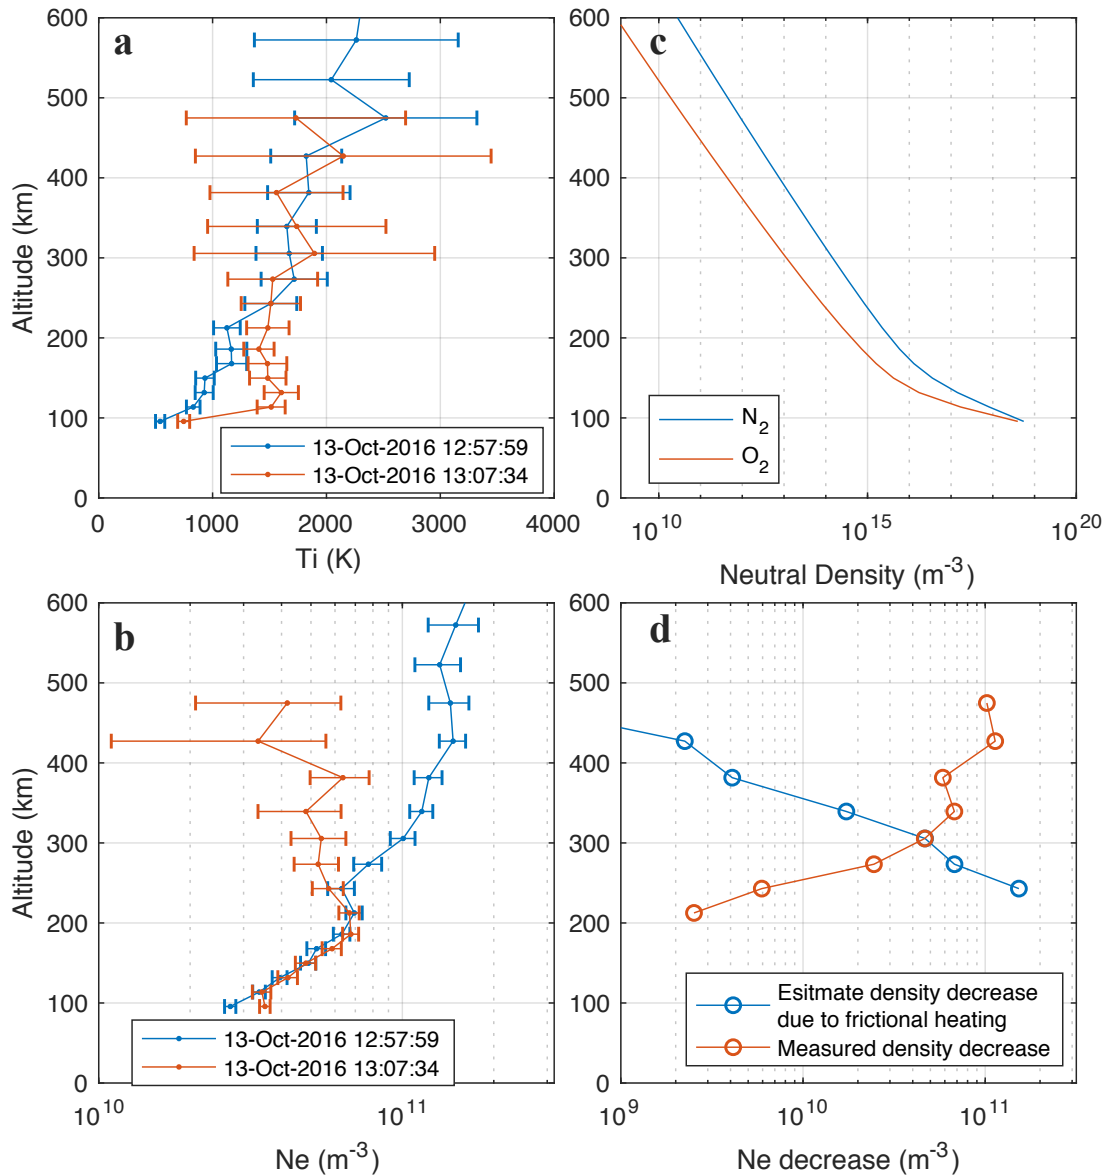 a
600
500
400
300
200
100
0
Altitude (km)
0
1000
2000
3000
4000
Ti (K)
13-Oct-2016 12:57:59
13-Oct-2016 13:07:34
c
600
500
400
300
200
100
0
10^10
10^15
10^20
Neutral Density (m^-3)
N_2
O_2
b
600
500
400
300
200
100
0
Altitude (km)
10^10
10^11
Ne (m^-3)
13-Oct-2016 12:57:59
13-Oct-2016 13:07:34
d
600
500
400
300
200
100
0
10^9
10^10
10^11
Ne decrease (m^-3)
Esitmate density decrease
due to frictional heating
Measured density decrease